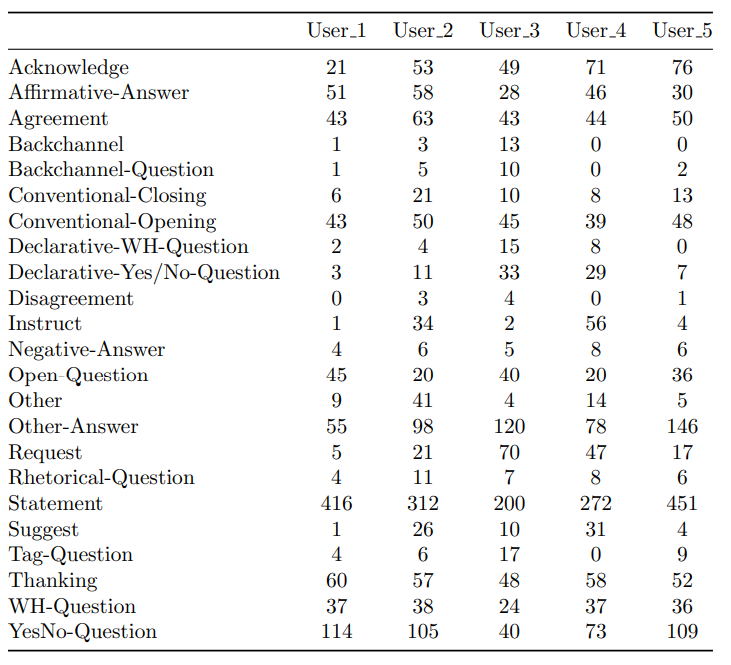 User_1 User_2 User_3 User_4 User_5
Acknowledge 21 53 49 71 76
Affirmative-Answer 51 58 28 46 30
Agreement 43 63 43 44 50
Backchannel 1 3 13 0 0
Backchannel-Question 1 5 10 0 2
Conventional-Closing 6 21 10 8 13
Conventional-Opening 43 50 45 39 48
Declarative-WH-Question 2 4 15 8 0
Declarative-Yes/No-Question 3 11 33 29 7
Disagreement 0 3 4 0 1
Instruct 1 34 2 56 4
Negative-Answer 4 6 5 8 6
Open-Question 45 20 40 20 36
Other 9 41 4 14 5
Other-Answer 55 98 120 78 146
Request 5 21 70 47 17
Rhetorical-Question 4 11 7 8 6
Statement 416 312 200 272 451
Suggest 1 26 10 31 4
Tag-Question 4 6 17 0 9
Thanking 60 57 48 58 52
WH-Question 37 38 24 37 36
YesNo-Question 114 105 40 73 109